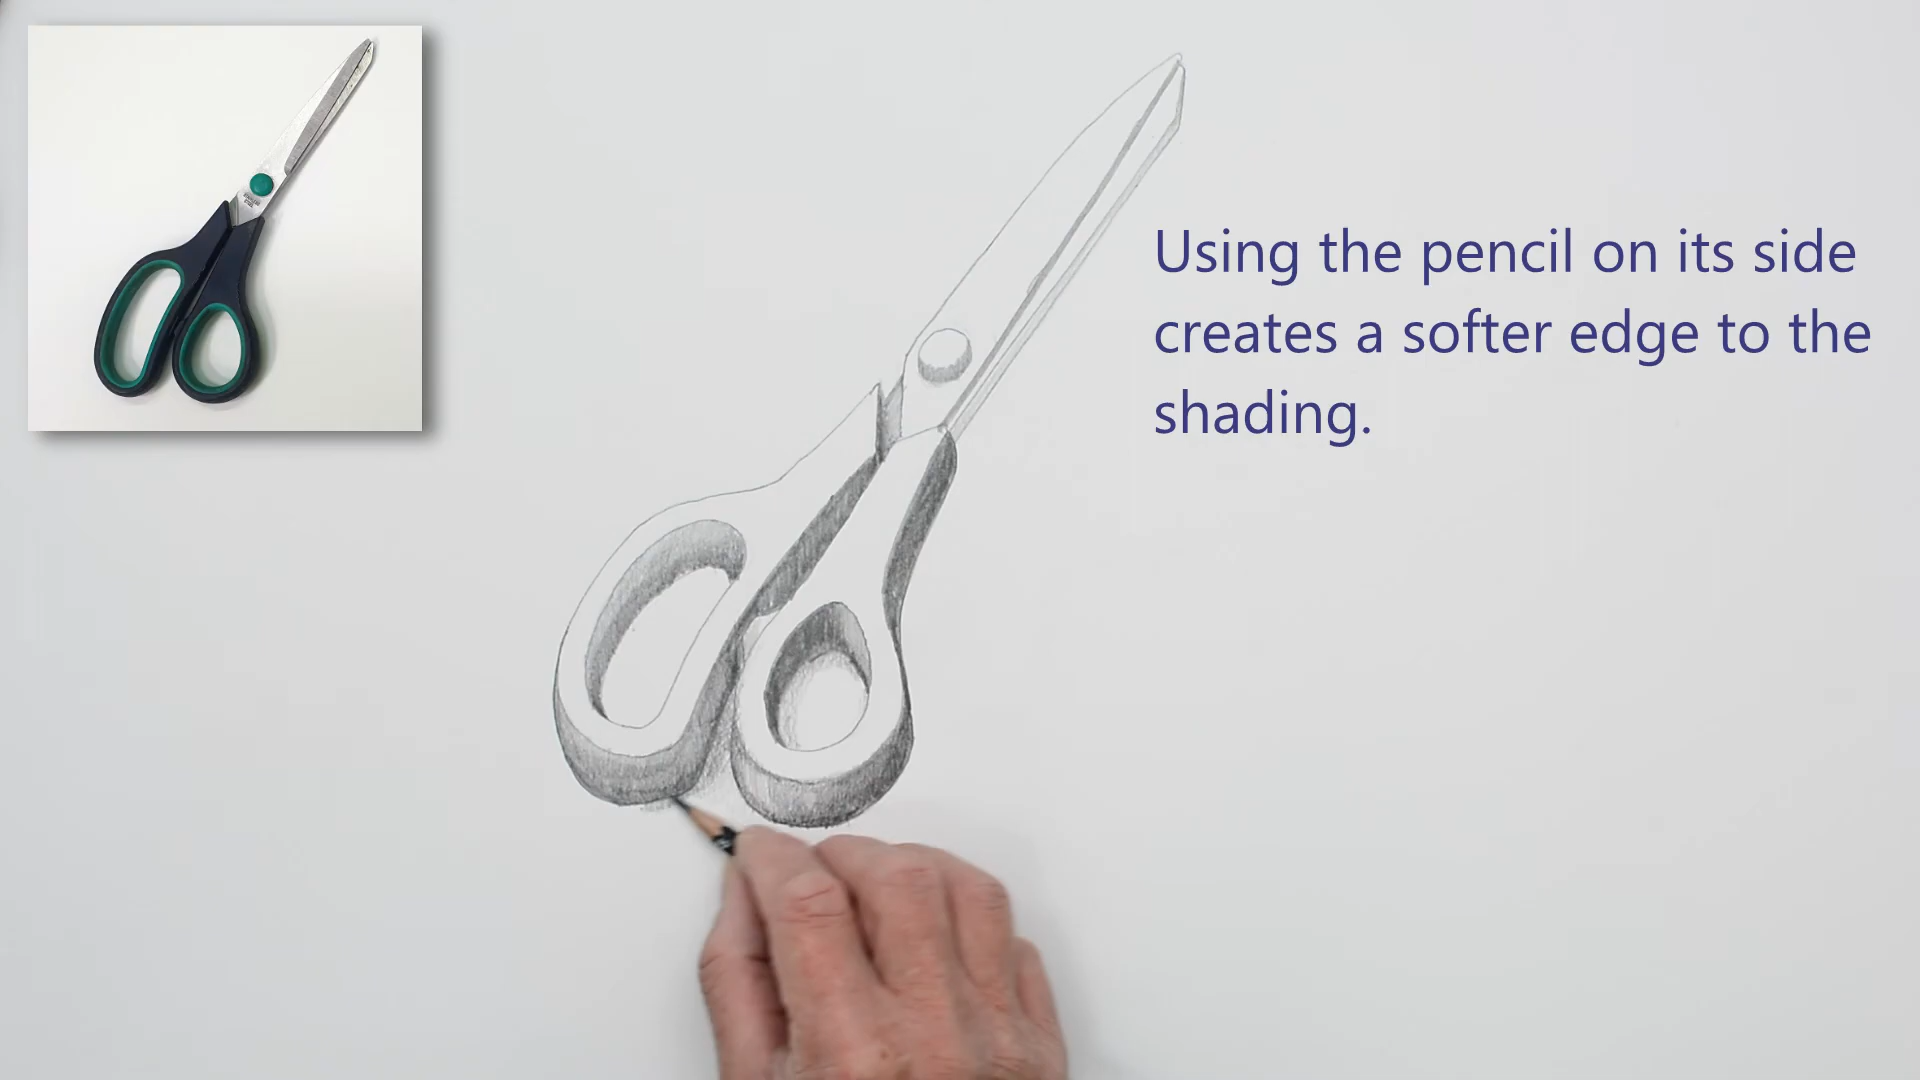 Using the pencil on its side
creates a softer edge to the
shading.